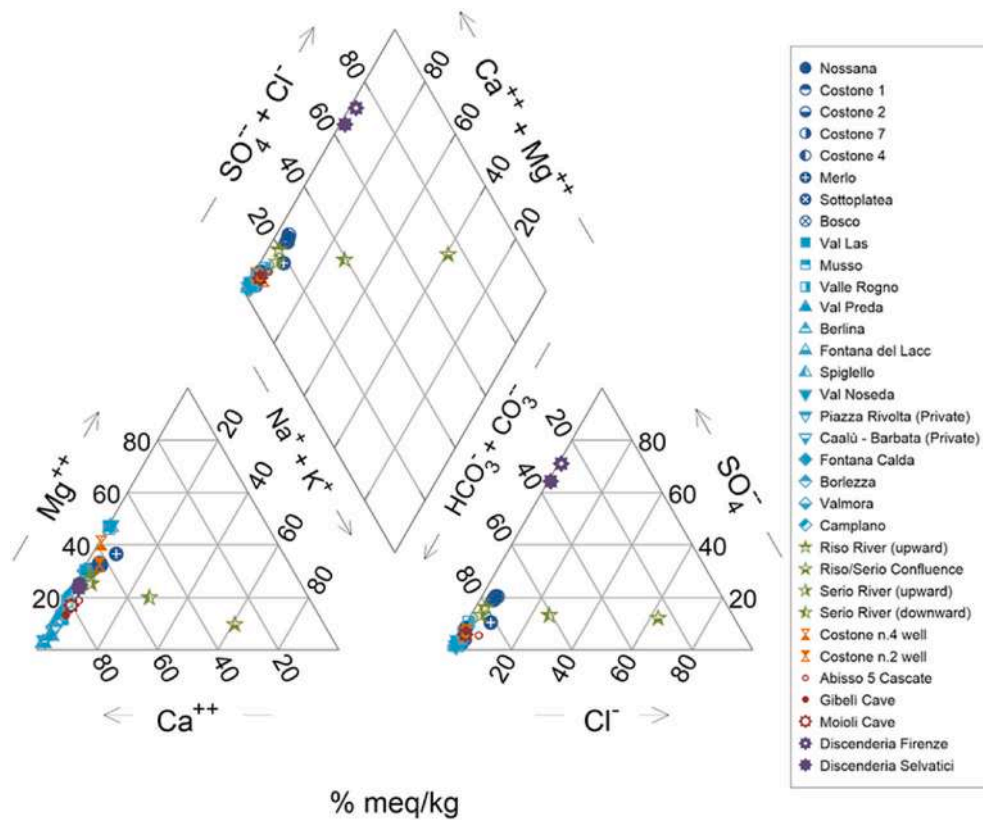 80
80
60
60
40
40
20
20
SO₄⁻⁻ + Cl⁻
Ca⁺⁺ + Mg⁺⁺
Na⁺ + K⁺
HCO₃⁻ + CO₃⁻⁻
Mg⁺⁺
80
60
40
20
20
40
60
80
80
60
40
20
Ca⁺⁺
SO₄⁻⁻
20
40
60
80
80
60
40
20
20
40
60
80
Cl⁻
% meq/kg
Nossana
Costone 1
Costone 2
Costone 7
Costone 4
Merlo
Sottoplatea
Bosco
Val Las
Musso
Valle Rogno
Val Preda
Berlina
Fontana del Lacc
Spiglello
Val Noseda
Piazza Rivolta (Private)
Caalù - Barbata (Private)
Fontana Calda
Borlezza
Valmora
Camplano
Riso River (upward)
Riso/Serio Confluence
Serio River (upward)
Serio River (downward)
Costone n.4 well
Costone n.2 well
Abisso 5 Cascate
Gibeli Cave
Moioli Cave
Discenderia Firenze
Discenderia Selvatici